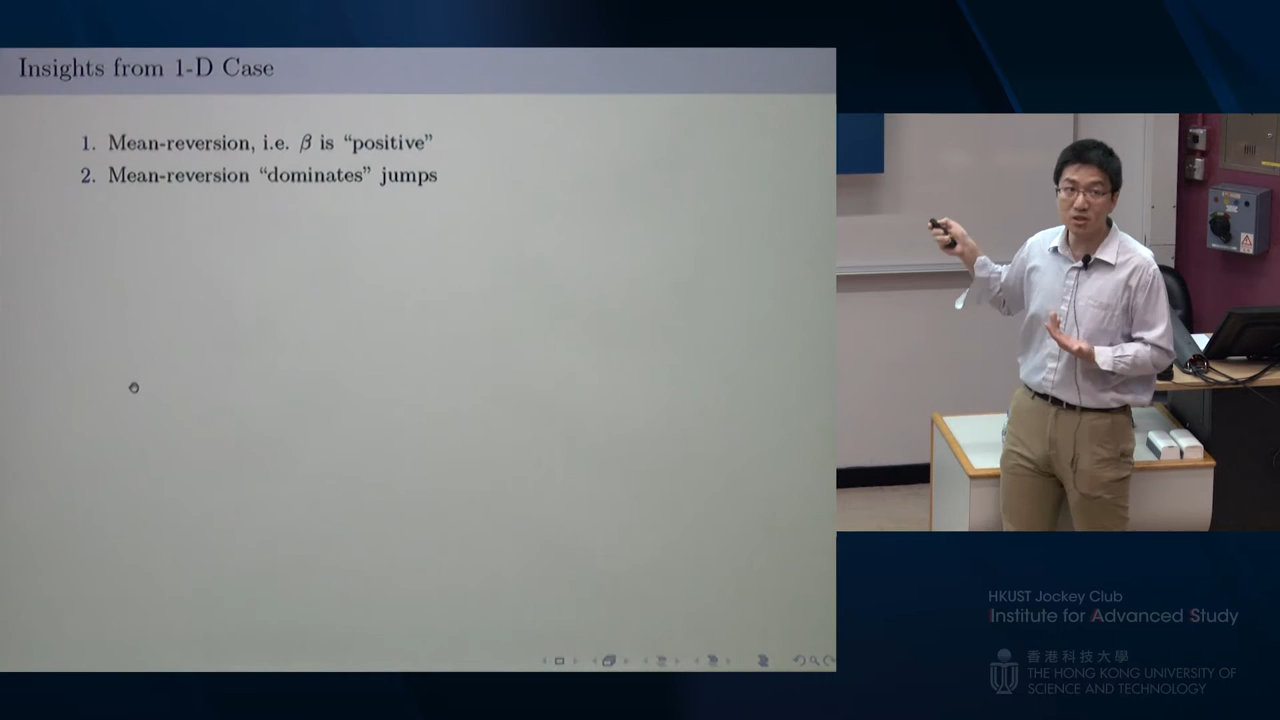 Insights from 1-D Case
1. Mean-reversion, i.e. β is “positive”
2. Mean-reversion “dominates” jumps
HKUST Jockey Club
Institute for Advanced Study
香港科技大學
THE HONG KONG UNIVERSITY OF
SCIENCE AND TECHNOLOGY